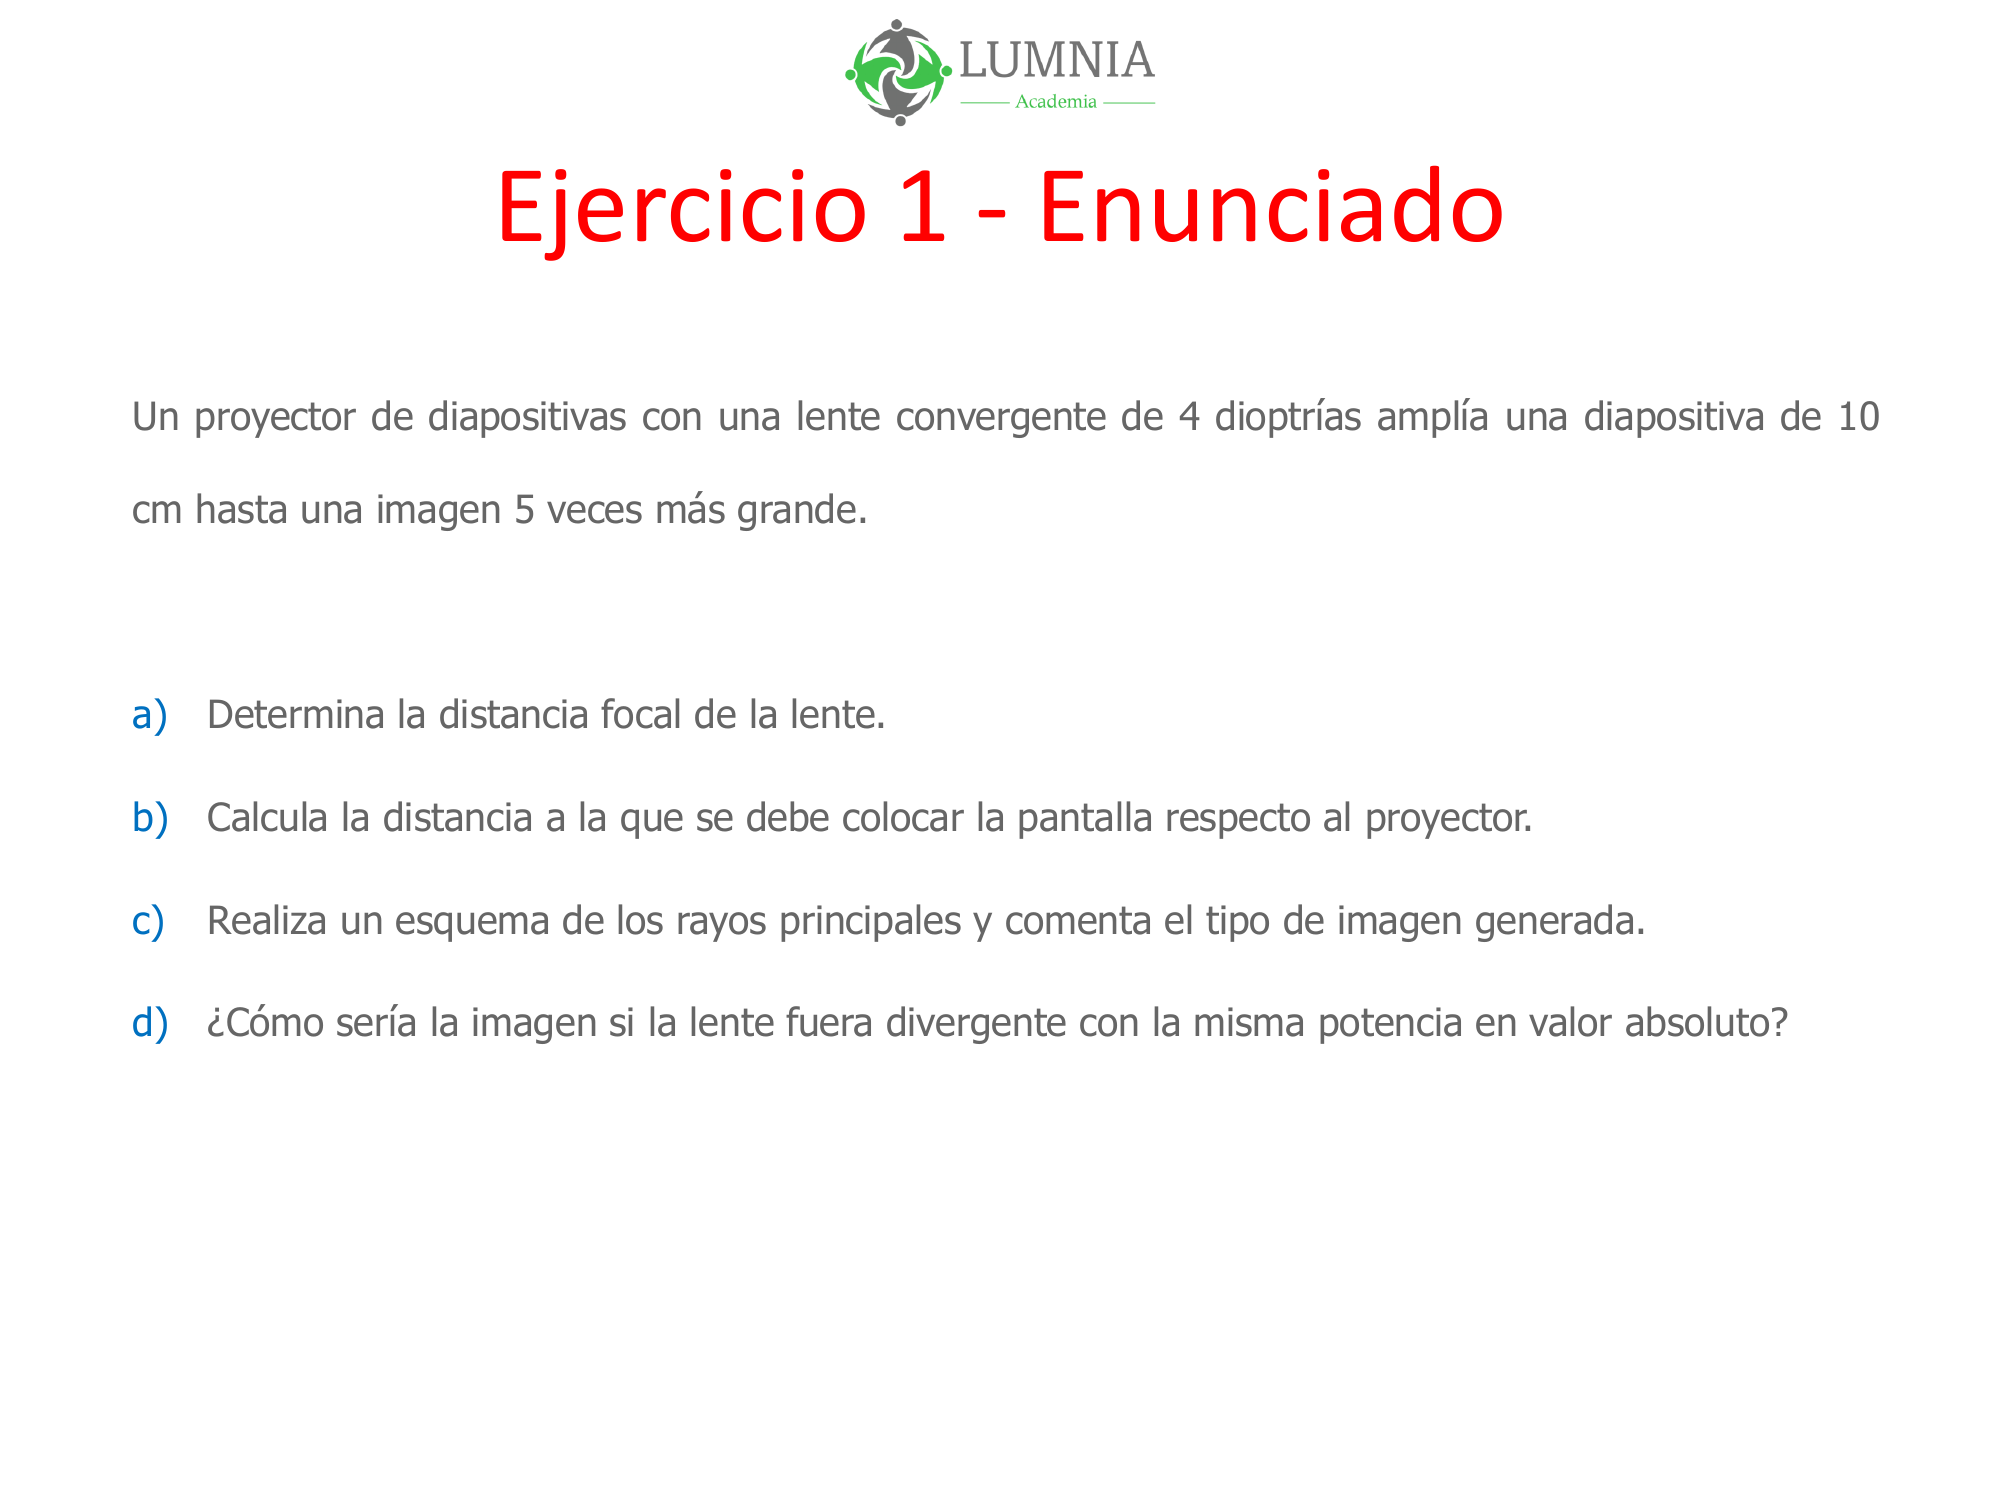 LUMNIA
Academia
Ejercicio 1 - Enunciado
Un proyector de diapositivas con una lente convergente de 4 dioptrías amplía una diapositiva de 10
cm hasta una imagen 5 veces más grande.
a) Determina la distancia focal de la lente.
b) Calcula la distancia a la que se debe colocar la pantalla respecto al proyector.
c) Realiza un esquema de los rayos principales y comenta el tipo de imagen generada.
d) ¿Cómo sería la imagen si la lente fuera divergente con la misma potencia en valor absoluto?